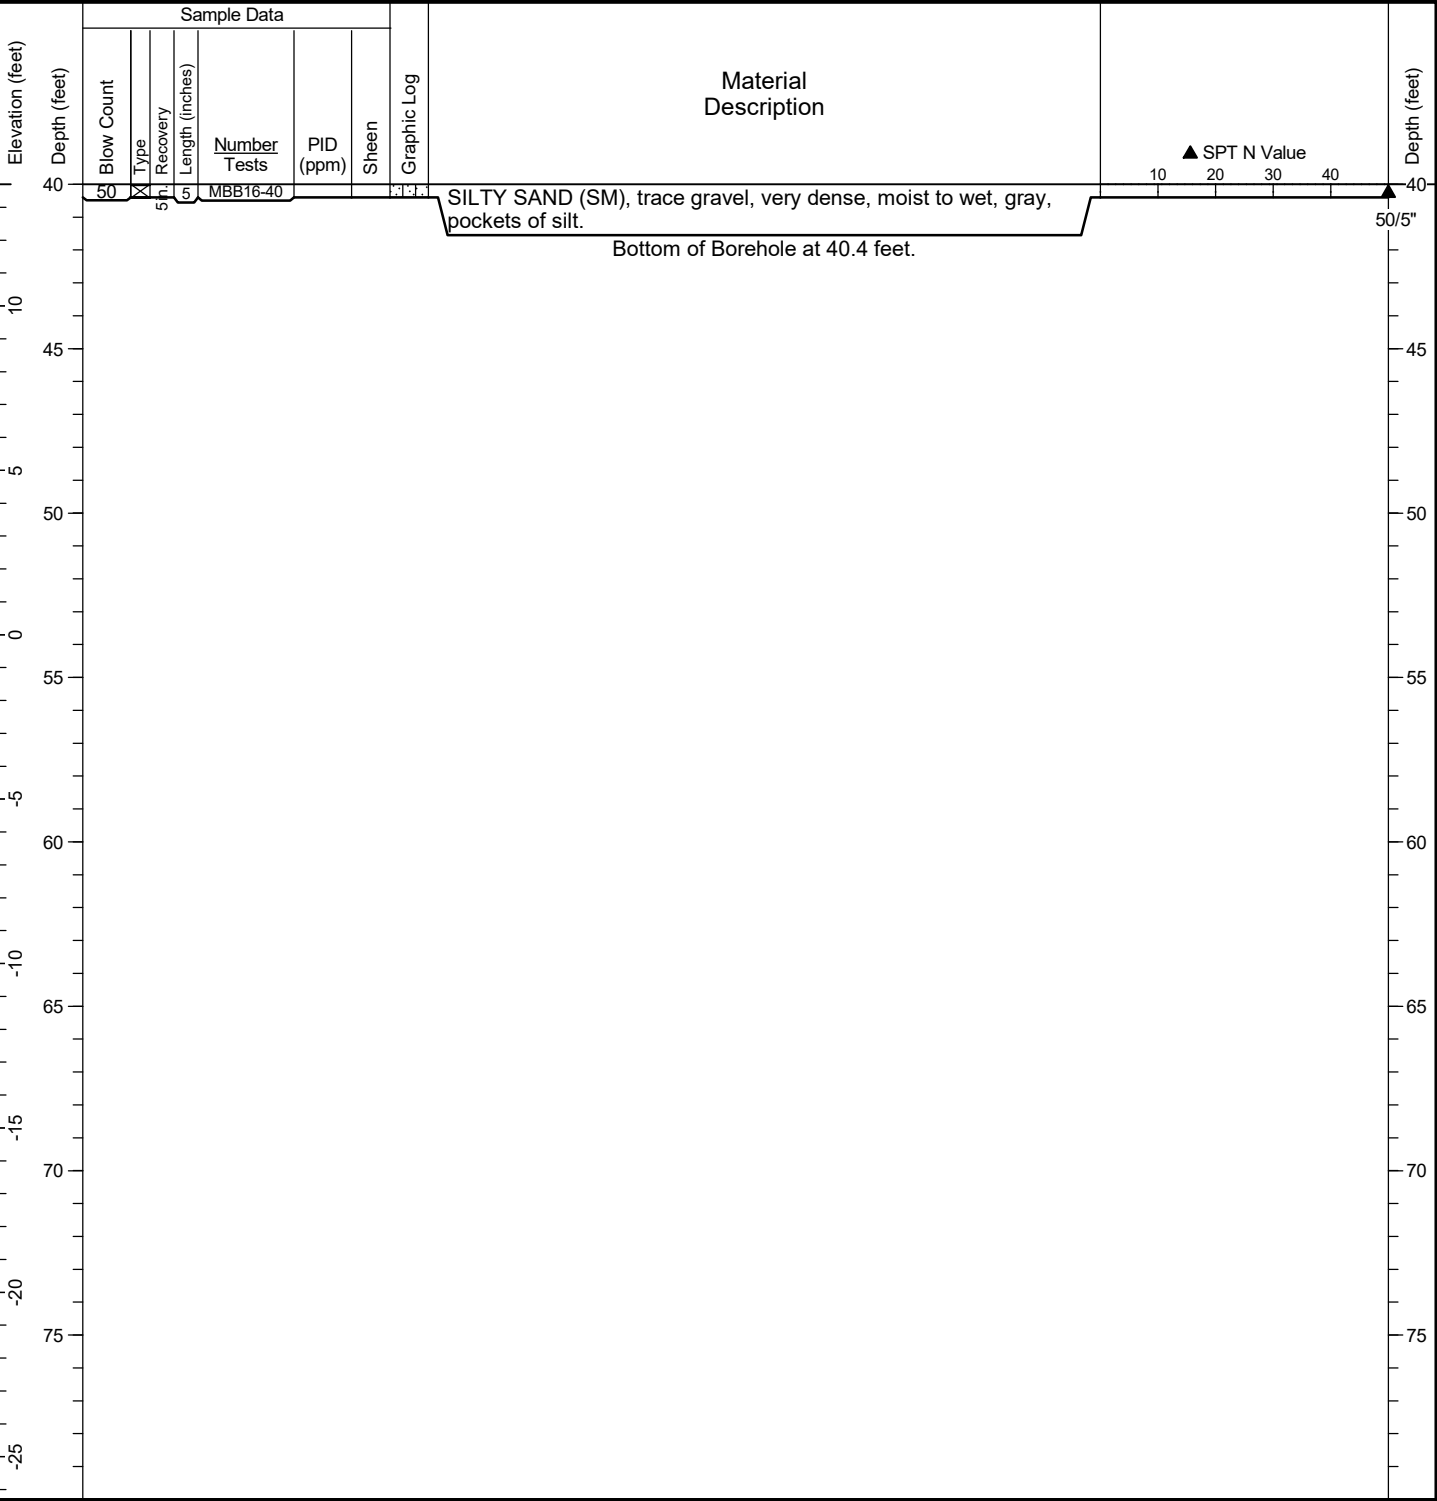 Sample Data
Elevation (feet)
Depth (feet)
Blow Count
Type
Recovery
Length (inches)
Number
Tests
PID
(ppm)
Sheen
Graphic Log
Material
Description
▲ SPT N Value
10 20 30 40
Depth (feet)
40
50
5
MBB16-40
SILTY SAND (SM), trace gravel, very dense, moist to wet, gray,
pockets of silt.
Bottom of Borehole at 40.4 feet.
40
50/5"
10
45
45
5
50
50
0
55
55
-5
60
60
-10
65
65
-15
70
70
-20
75
75
-25